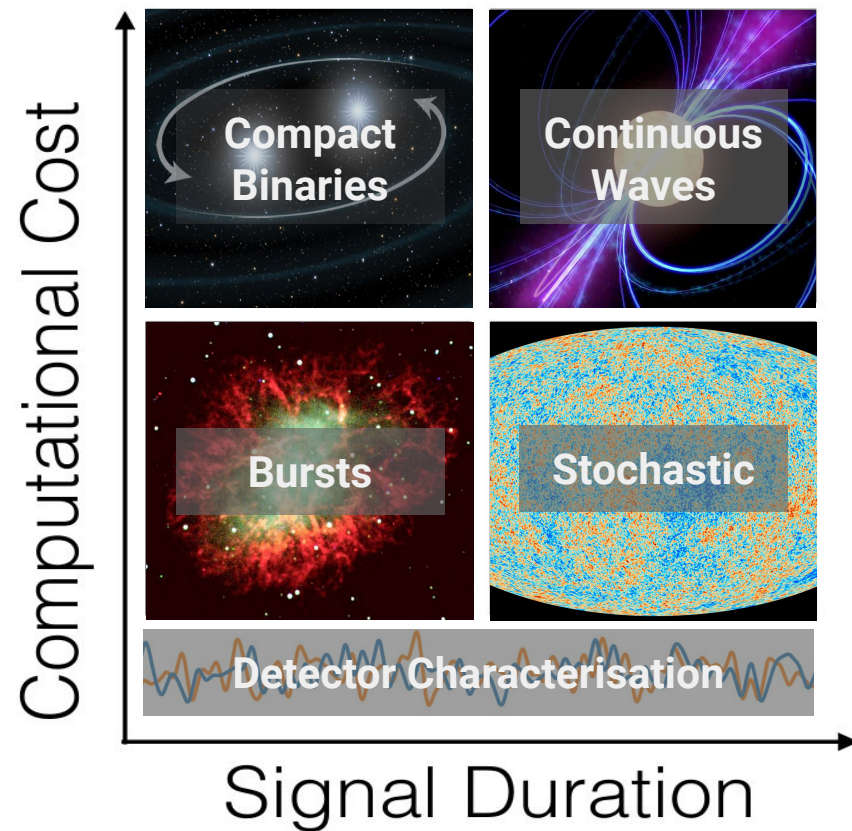 Computational Cost
Compact
Binaries
Continuous
Waves
Bursts
Stochastic
Detector Characterisation
Signal Duration